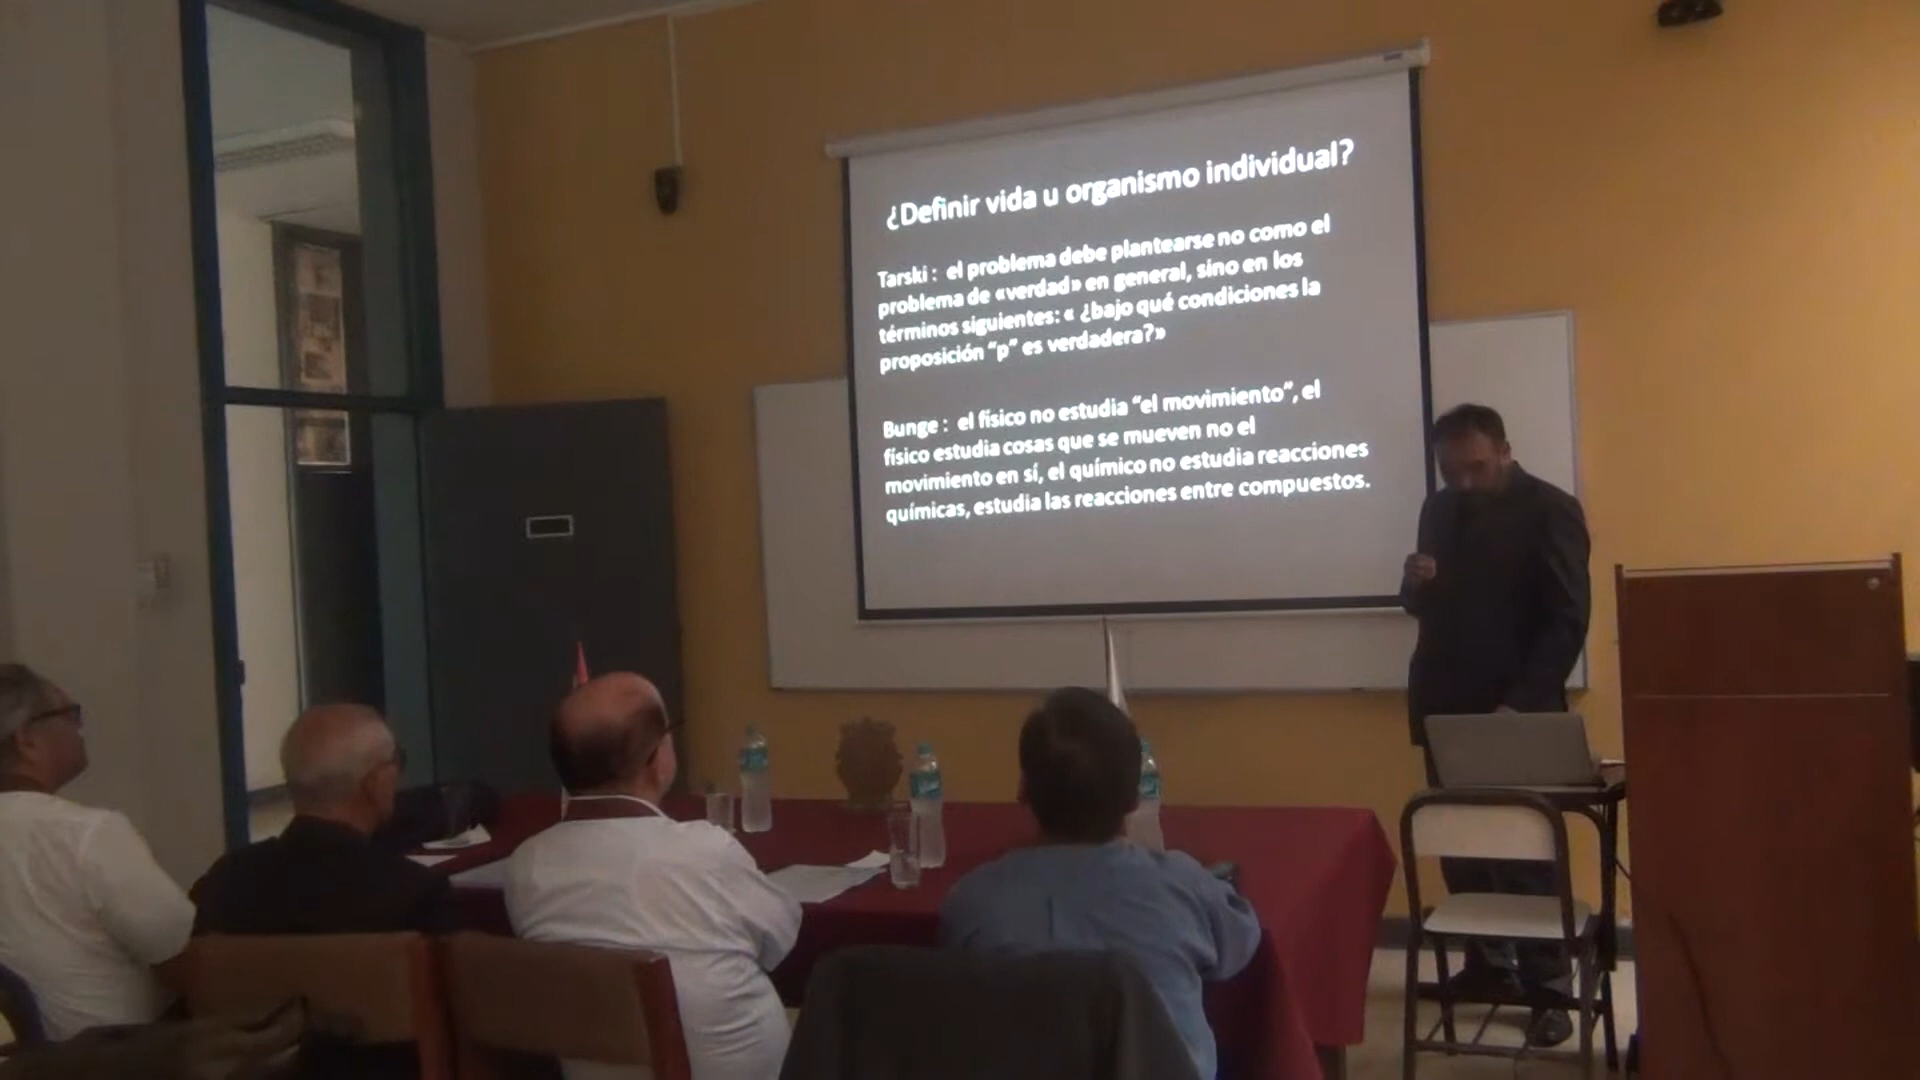 ¿Definir vida u organismo individual?
Tarski : el problema debe plantearse no como el
problema de «verdad» en general, sino en los
términos siguientes: « ¿bajo qué condiciones la
proposición “p” es verdadera?»
Bunge : el físico no estudia “el movimiento”, el
físico estudia cosas que se mueven no el
movimiento en sí, el químico no estudia reacciones
químicas, estudia las reacciones entre compuestos.